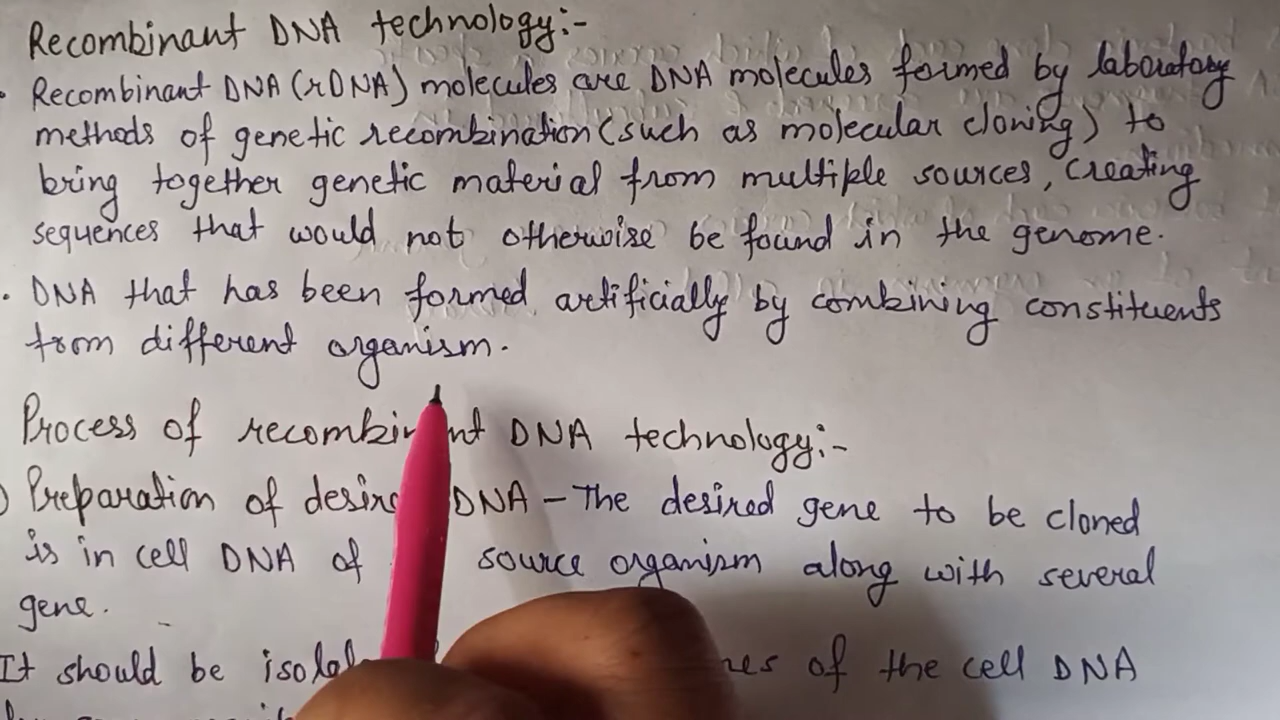 Recombinant DNA technology:-
• Recombinant DNA (rDNA) molecules are DNA molecules formed by laboratory
methods of genetic recombination (such as molecular cloning) to
bring together genetic material from multiple sources, creating
sequences that would not otherwise be found in the genome.
• DNA that has been formed artificially by combining constituents
from different organism.
Process of recombinant DNA technology:-
) Preparation of desired DNA – The desired gene to be cloned
is in cell DNA of source organism along with several
gene.
It should be of the cell DNA